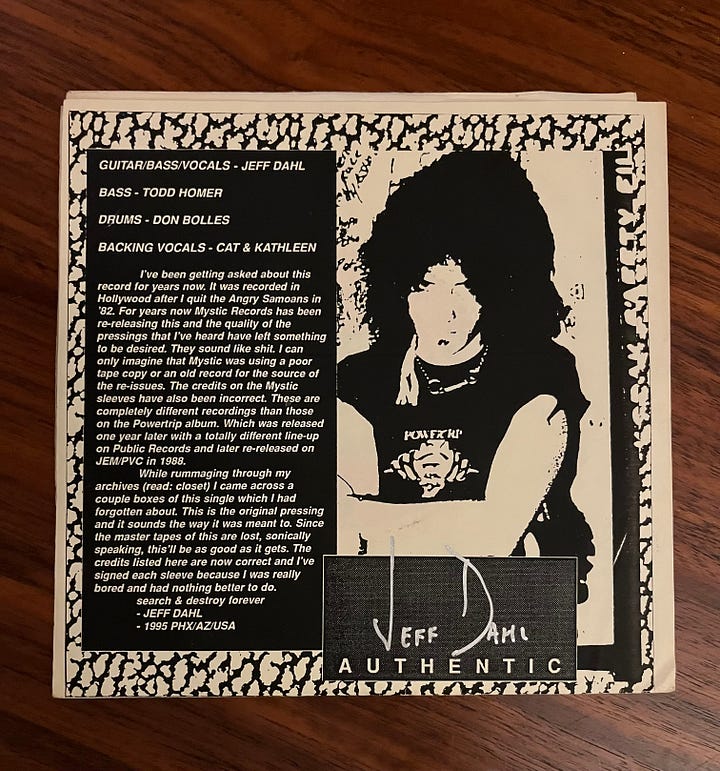 GUITAR/BASS/VOCALS - JEFF DAHL
BASS - TODD HOMER
DRUMS - DON BOLLES
BACKING VOCALS - CAT & KATHLEEN
I've been getting asked about this
record for years now. It was recorded in
Hollywood after I quit the Angry Samoans in
'82. For years now Mystic Records has been
re-releasing this and the quality of the
pressings that I've heard have left something
to be desired. They sound like shit. I can
only imagine that Mystic was using a poor
tape copy or an old record for the source of
the re-issues. The credits on the Mystic
sleeves have also been incorrect. These are
completely different recordings than those
on the Powertrip album. Which was released
one year later with a totally different line-up
on Public Records and later re-released on
JEM/PVC in 1988.
While rummaging through my
archives (read: closet) I came across a
couple boxes of this single which I had
forgotten about. This is the original pressing
and it sounds the way it was meant to. Since
the master tapes of this are lost, sonically
speaking, this'll be as good as it gets. The
credits listed here are now correct and I've
signed each sleeve because I was really
bored and had nothing better to do.
search & destroy forever
- JEFF DAHL
- 1995 PHX/AZ/USA
POWERTRIP
JEFF DAHL
AUTHENTIC